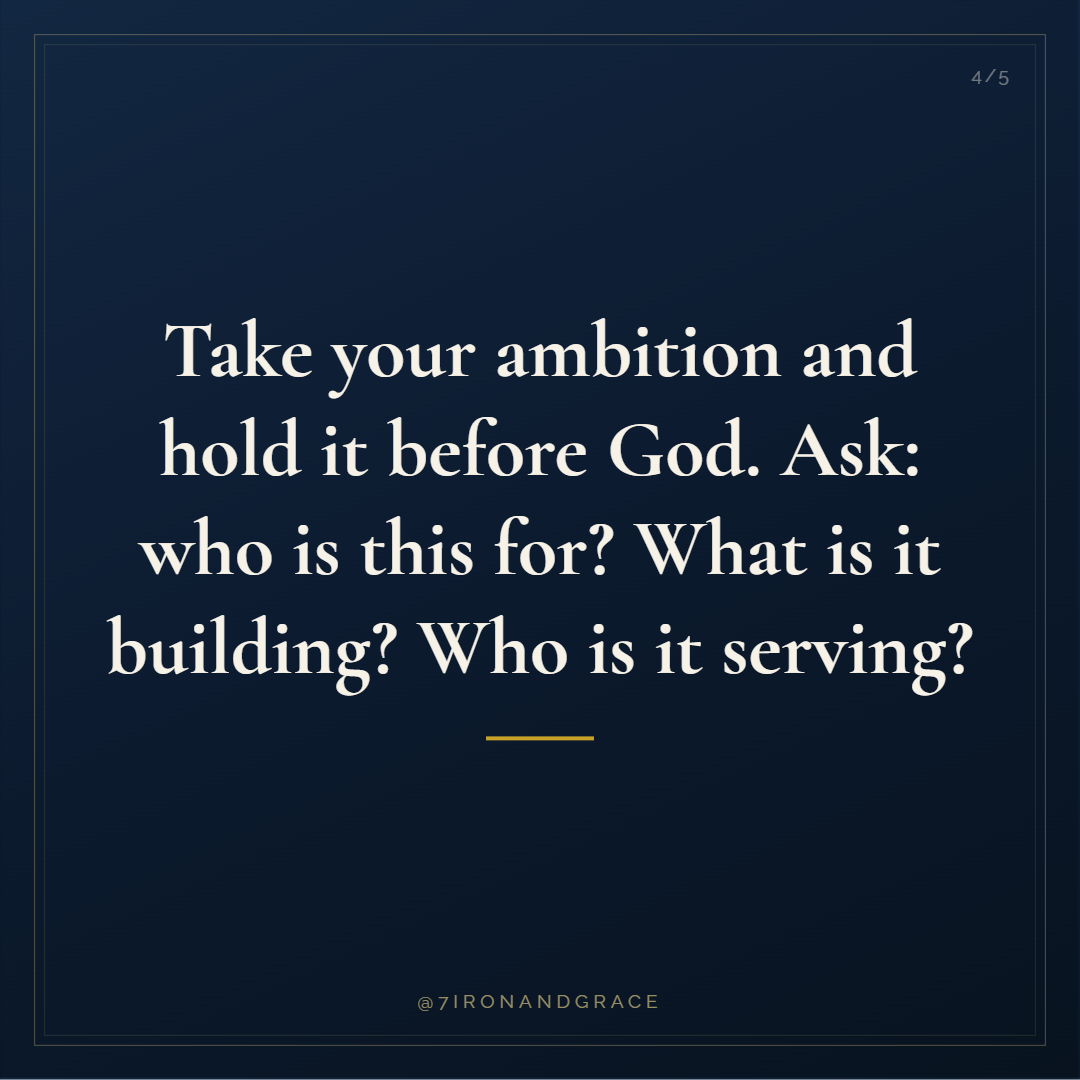 4/5
Take your ambition and
hold it before God. Ask:
who is this for? What is it
building? Who is it serving?
@7IRONANDGRACE